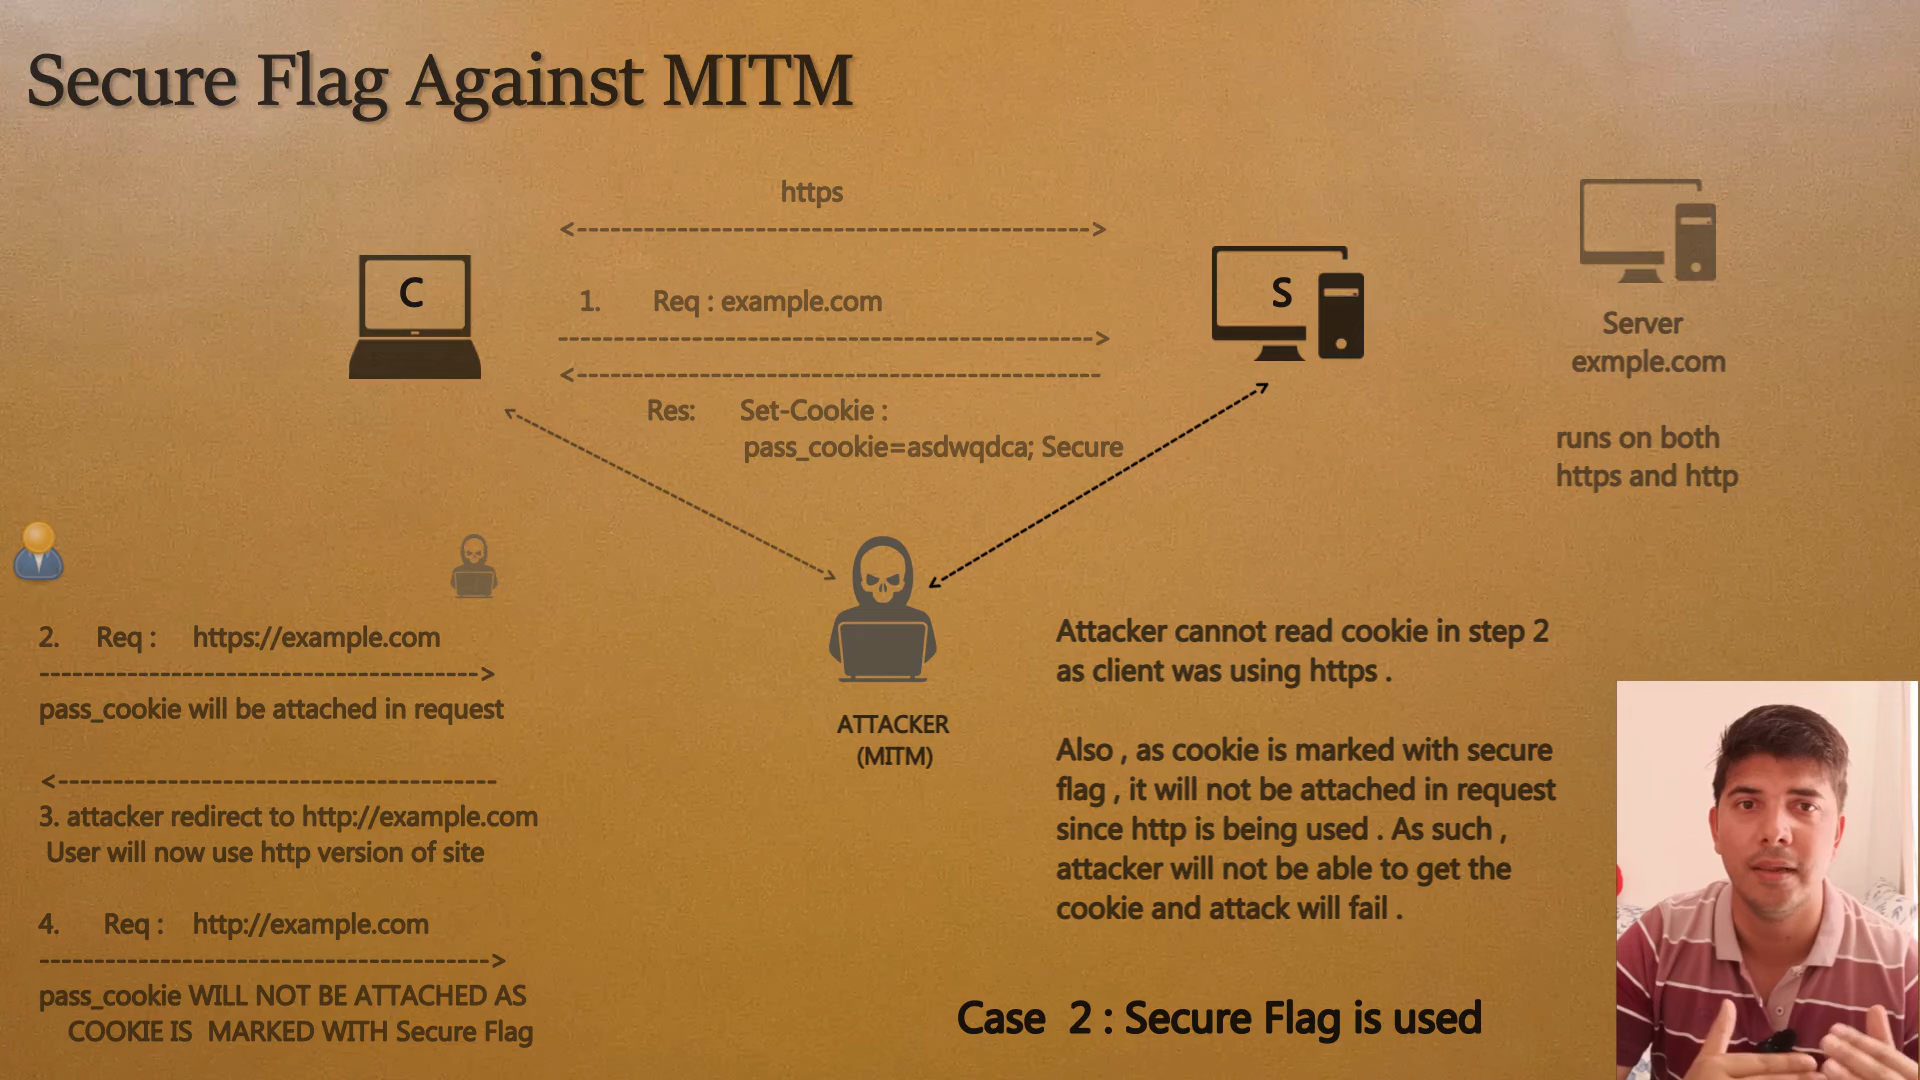 Secure Flag Against MITM
https
<------------------------------------------------>
C
S
1. Req : example.com
------------------------------------------------->
<-------------------------------------------------
Res: Set-Cookie :
pass_cookie=asdwqdca; Secure
Server
exmple.com
runs on both
https and http
2. Req : https://example.com
---------------------------------------->
pass_cookie will be attached in request
<----------------------------------------
3. attacker redirect to http://example.com
User will now use http version of site
4. Req : http://example.com
----------------------------------------->
pass_cookie WILL NOT BE ATTACHED AS
COOKIE IS MARKED WITH Secure Flag
ATTACKER
(MITM)
Attacker cannot read cookie in step 2
as client was using https .
Also , as cookie is marked with secure
flag , it will not be attached in request
since http is being used . As such ,
attacker will not be able to get the
cookie and attack will fail .
Case 2 : Secure Flag is used